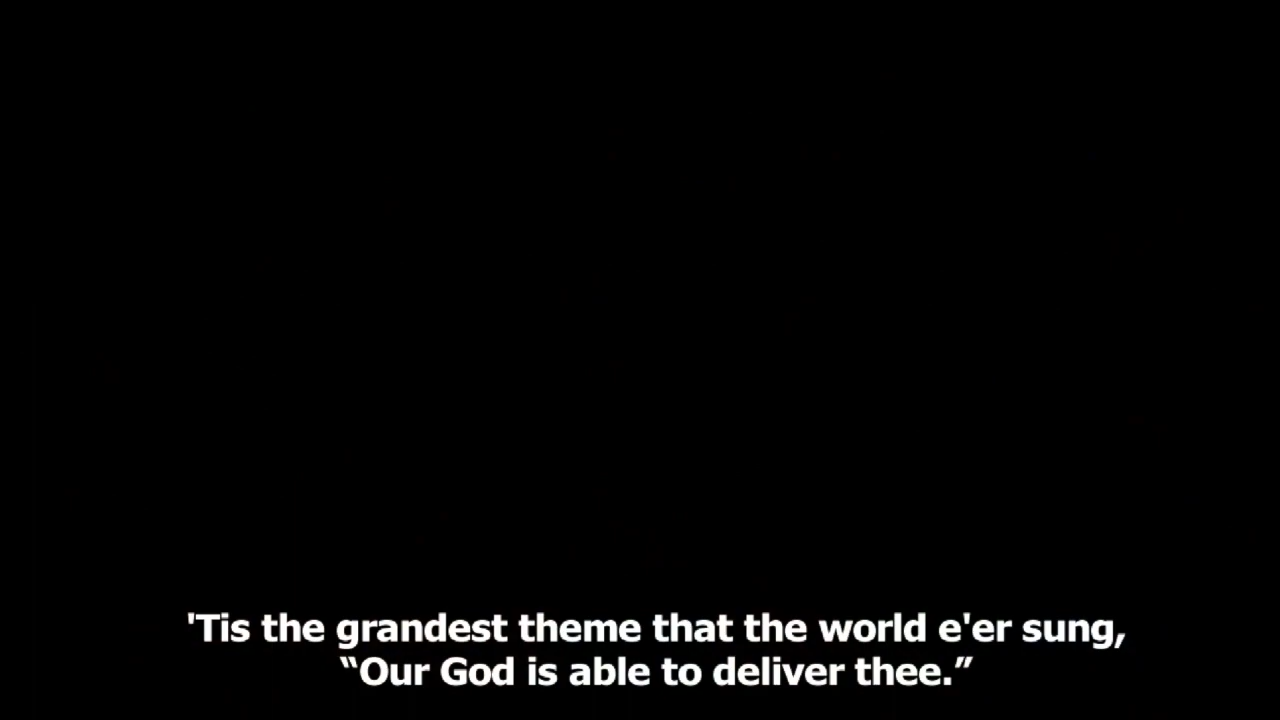 'Tis the grandest theme that the world e'er sung,
“Our God is able to deliver thee.”